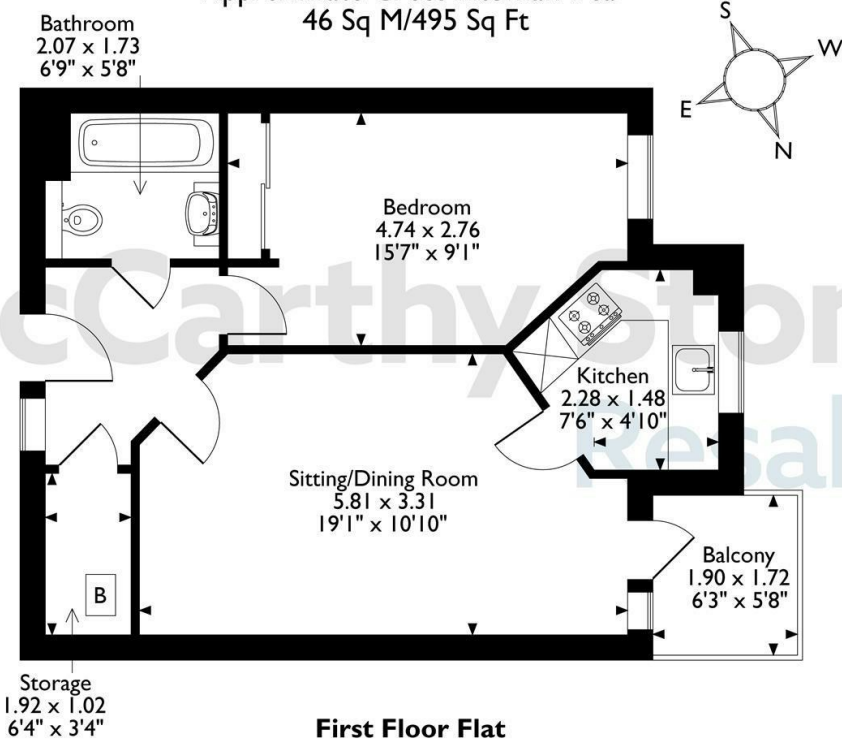 46 Sq M/495 Sq Ft
Bathroom
2.07 x 1.73
6'9" x 5'8"
S
W
E
N
Bedroom
4.74 x 2.76
15'7" x 9'1"
McCarthy Stone
Resales
Kitchen
2.28 x 1.48
7'6" x 4'10"
Sitting/Dining Room
5.81 x 3.31
19'1" x 10'10"
Balcony
1.90 x 1.72
6'3" x 5'8"
B
Storage
1.92 x 1.02
6'4" x 3'4"
First Floor Flat